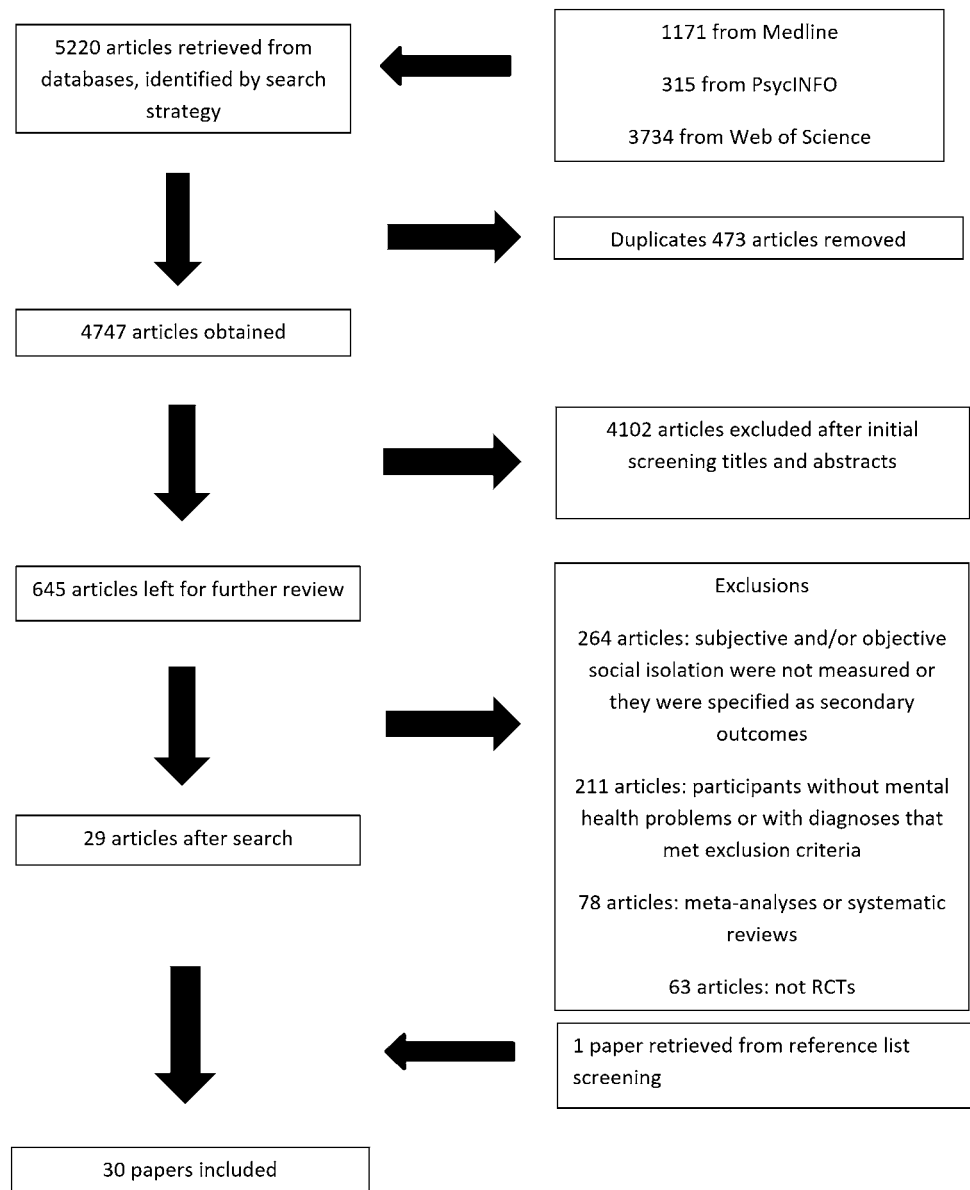 5220 articles retrieved from
databases, identified by search
strategy
1171 from Medline
315 from PsycINFO
3734 from Web of Science
Duplicates 473 articles removed
4747 articles obtained
4102 articles excluded after initial
screening titles and abstracts
645 articles left for further review
Exclusions
264 articles: subjective and/or objective
social isolation were not measured or
they were specified as secondary
outcomes
211 articles: participants without mental
health problems or with diagnoses that
met exclusion criteria
78 articles: meta-analyses or systematic
reviews
63 articles: not RCTs
29 articles after search
1 paper retrieved from reference list
screening
30 papers included